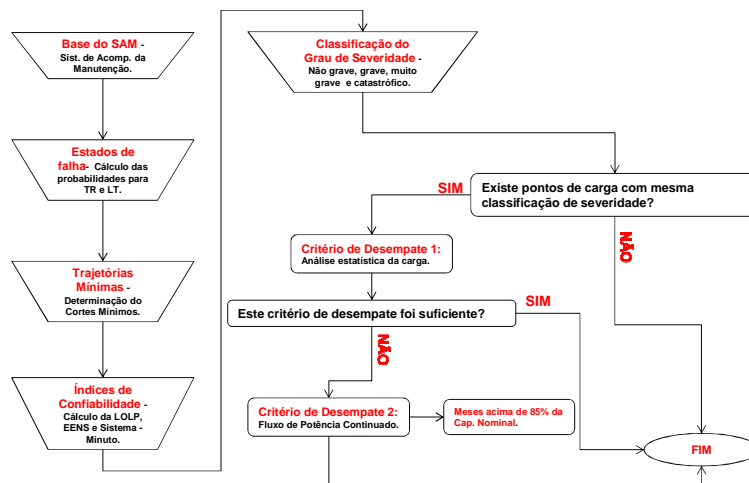 Base do SAM -
Sist. de Acomp. da
Manutenção.
Estados de
falha- Cálculo das
probabilidades para
TR e LT.
Trajetórias
Mínimas -
Determinação do
Cortes Mínimos.
Índices de
Confiabilidade -
Cálculo da LOLP,
EENS e Sistema -
Minuto.
Classificação do
Grau de Severidade -
Não grave, grave, muito
grave e catastrófico.
Existe pontos de carga com mesma
classificação de severidade?
SIM
NÃO
Critério de Desempate 1:
Análise estatística da carga.
Este critério de desempate foi suficiente?
SIM
NÃO
Critério de Desempate 2:
Fluxo de Potência Continuado.
Meses acima de 85% da
Cap. Nominal.
FIM